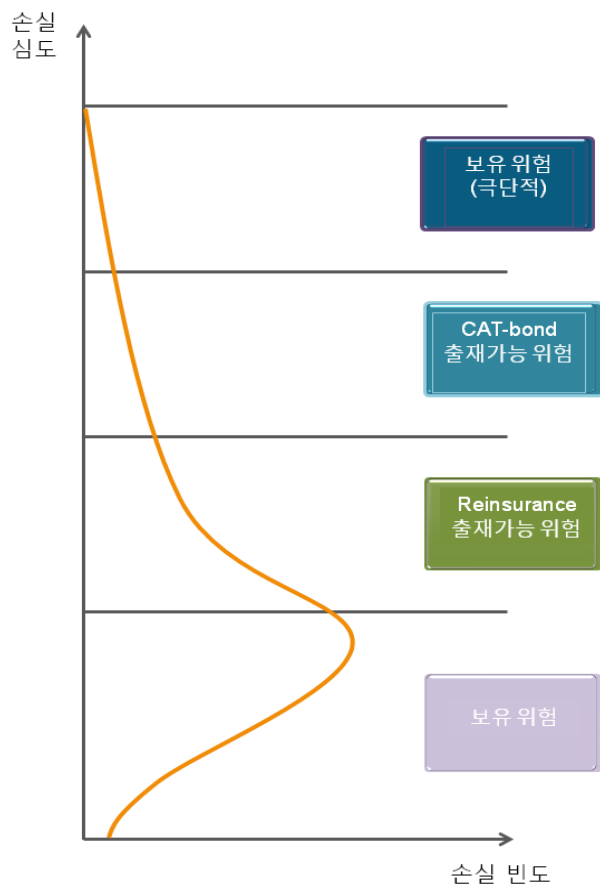 손실
심도
보유 위험
(극단적)
CAT-bond
출재가능 위험
Reinsurance
출재가능 위험
보유 위험
손실 빈도